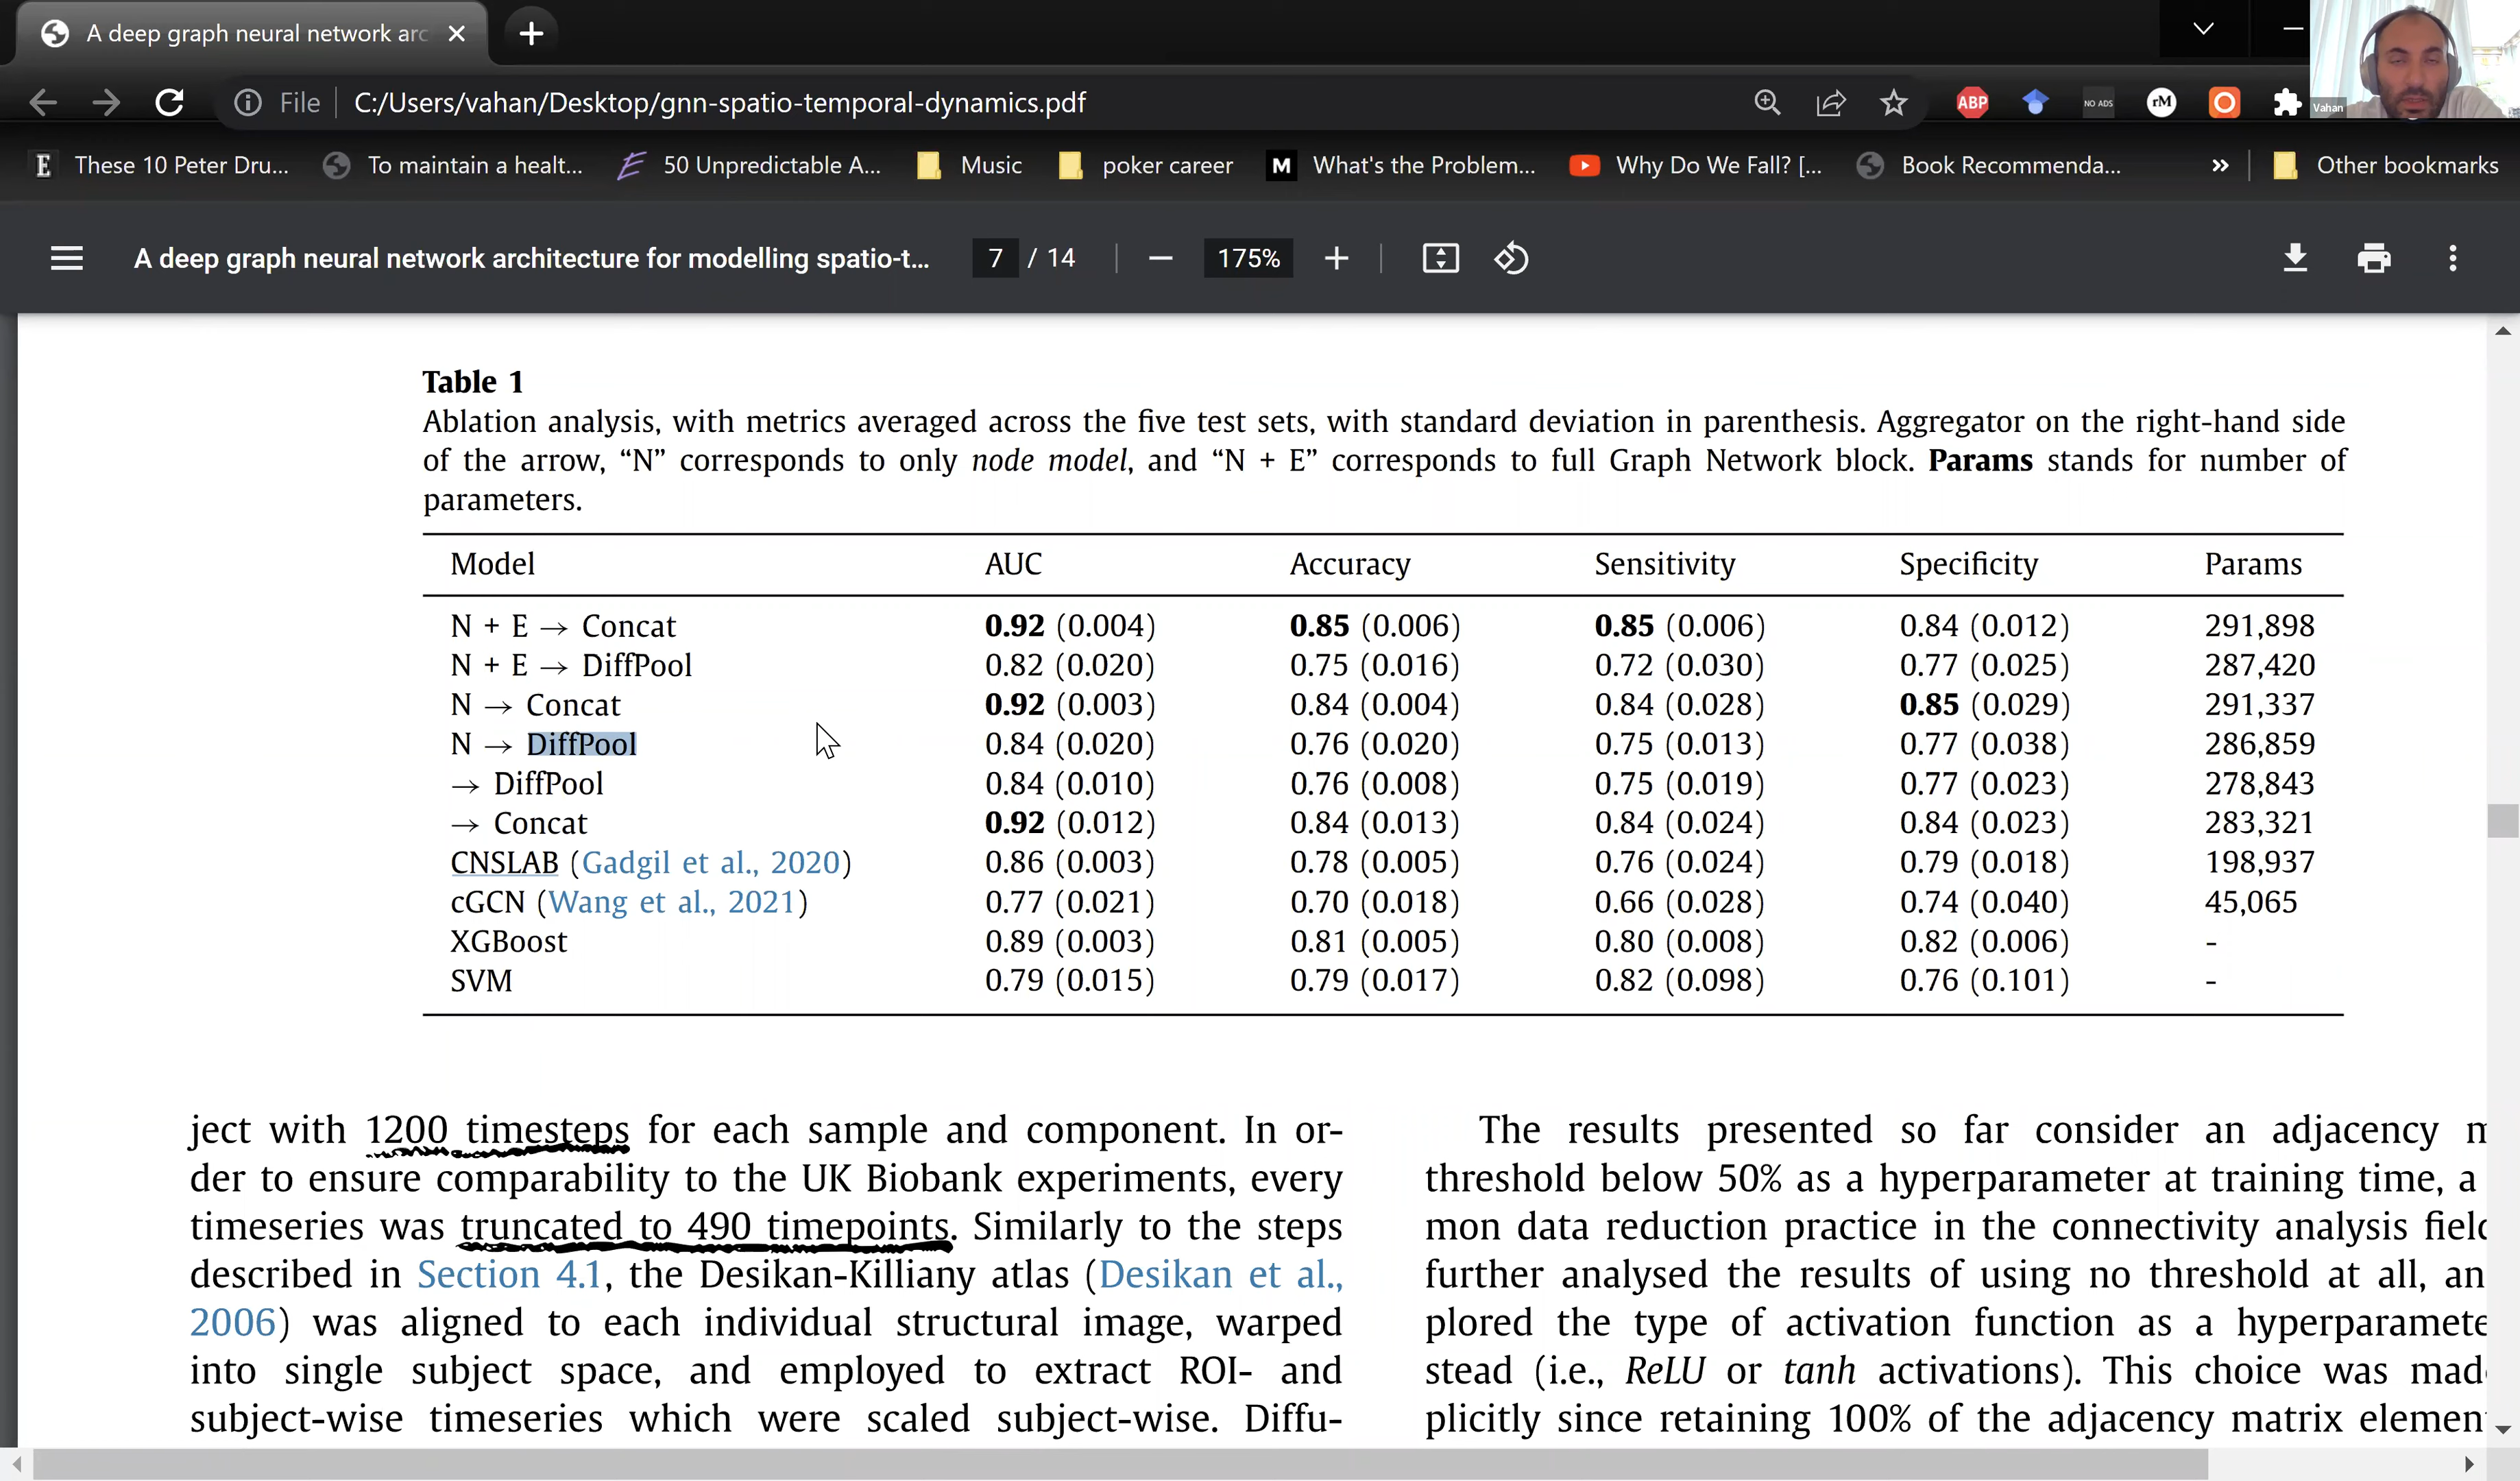 A deep graph neural network arc
File
C:/Users/vahan/Desktop/gnn-spatio-temporal-dynamics.pdf
ABP
NO ADS
rM
Vahan
E These 10 Peter Dru...
To maintain a healt...
50 Unpredictable A...
Music
poker career
M What's the Problem...
Why Do We Fall? [...
Book Recommenda...
»
Other bookmarks
A deep graph neural network architecture for modelling spatio-t...
7 / 14
175%
Table 1
Ablation analysis, with metrics averaged across the five test sets, with standard deviation in parenthesis. Aggregator on the right-hand side
of the arrow, “N” corresponds to only node model, and “N + E” corresponds to full Graph Network block. Params stands for number of
parameters.
Model AUC Accuracy Sensitivity Specificity Params
N + E → Concat 0.92 (0.004) 0.85 (0.006) 0.85 (0.006) 0.84 (0.012) 291,898
N + E → DiffPool 0.82 (0.020) 0.75 (0.016) 0.72 (0.030) 0.77 (0.025) 287,420
N → Concat 0.92 (0.003) 0.84 (0.004) 0.84 (0.028) 0.85 (0.029) 291,337
N → DiffPool 0.84 (0.020) 0.76 (0.020) 0.75 (0.013) 0.77 (0.038) 286,859
→ DiffPool 0.84 (0.010) 0.76 (0.008) 0.75 (0.019) 0.77 (0.023) 278,843
→ Concat 0.92 (0.012) 0.84 (0.013) 0.84 (0.024) 0.84 (0.023) 283,321
CNSLAB (Gadgil et al., 2020) 0.86 (0.003) 0.78 (0.005) 0.76 (0.024) 0.79 (0.018) 198,937
cGCN (Wang et al., 2021) 0.77 (0.021) 0.70 (0.018) 0.66 (0.028) 0.74 (0.040) 45,065
XGBoost 0.89 (0.003) 0.81 (0.005) 0.80 (0.008) 0.82 (0.006) -
SVM 0.79 (0.015) 0.79 (0.017) 0.82 (0.098) 0.76 (0.101) -
ject with 1200 timesteps for each sample and component. In or-
der to ensure comparability to the UK Biobank experiments, every
timeseries was truncated to 490 timepoints. Similarly to the steps
described in Section 4.1, the Desikan-Killiany atlas (Desikan et al.,
2006) was aligned to each individual structural image, warped
into single subject space, and employed to extract ROI- and
subject-wise timeseries which were scaled subject-wise. Diffu-
The results presented so far consider an adjacency
threshold below 50% as a hyperparameter at training time, a
mon data reduction practice in the connectivity analysis field
further analysed the results of using no threshold at all, an
plored the type of activation function as a hyperparamete
stead (i.e., ReLU or tanh activations). This choice was mad
plicitly since retaining 100% of the adjacency matrix elemen